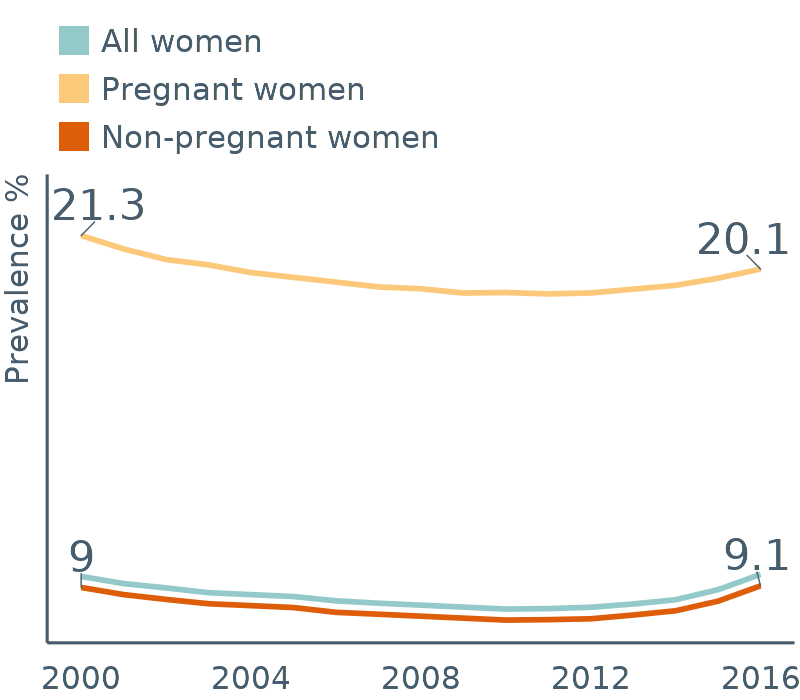 All women
Pregnant women
Non-pregnant women
Prevalence %
21.3
20.1
9
9.1
2000 2004 2008 2012 2016